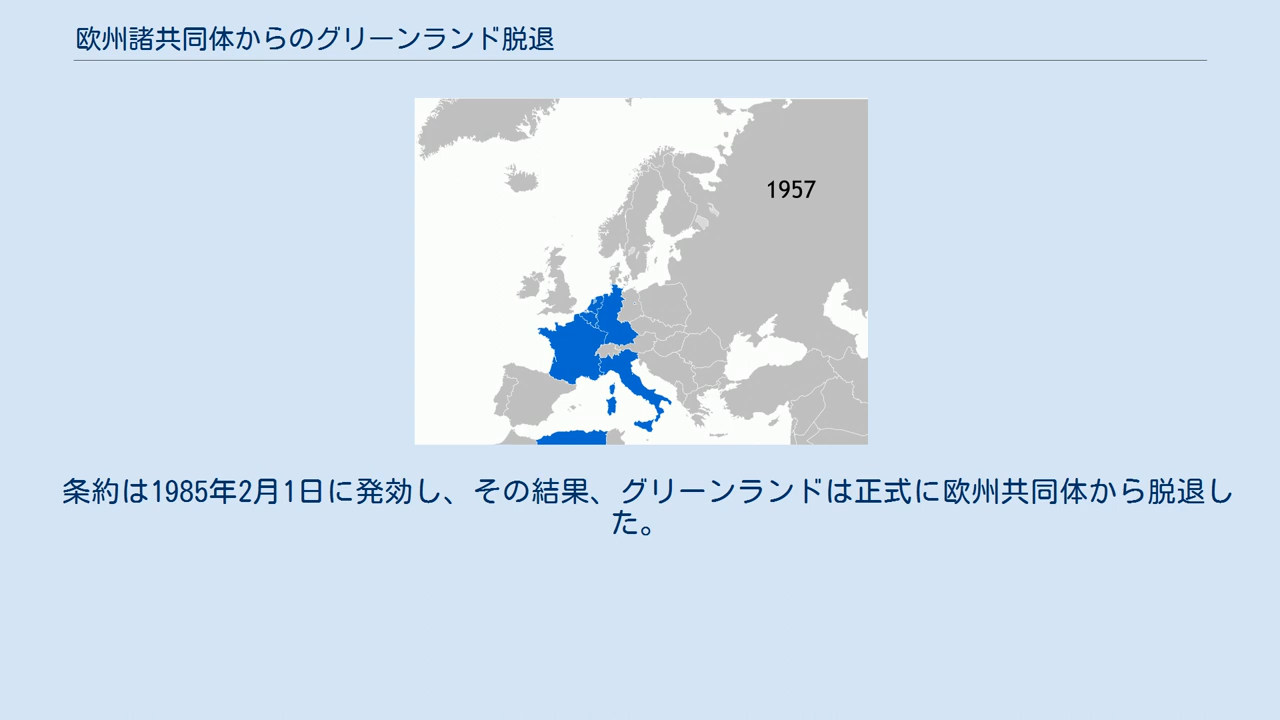 欧州諸共同体からのグリーンランド脱退
1957
条約は1985年2月1日に発効し、その結果、グリーンランドは正式に欧州共同体から脱退し
た。